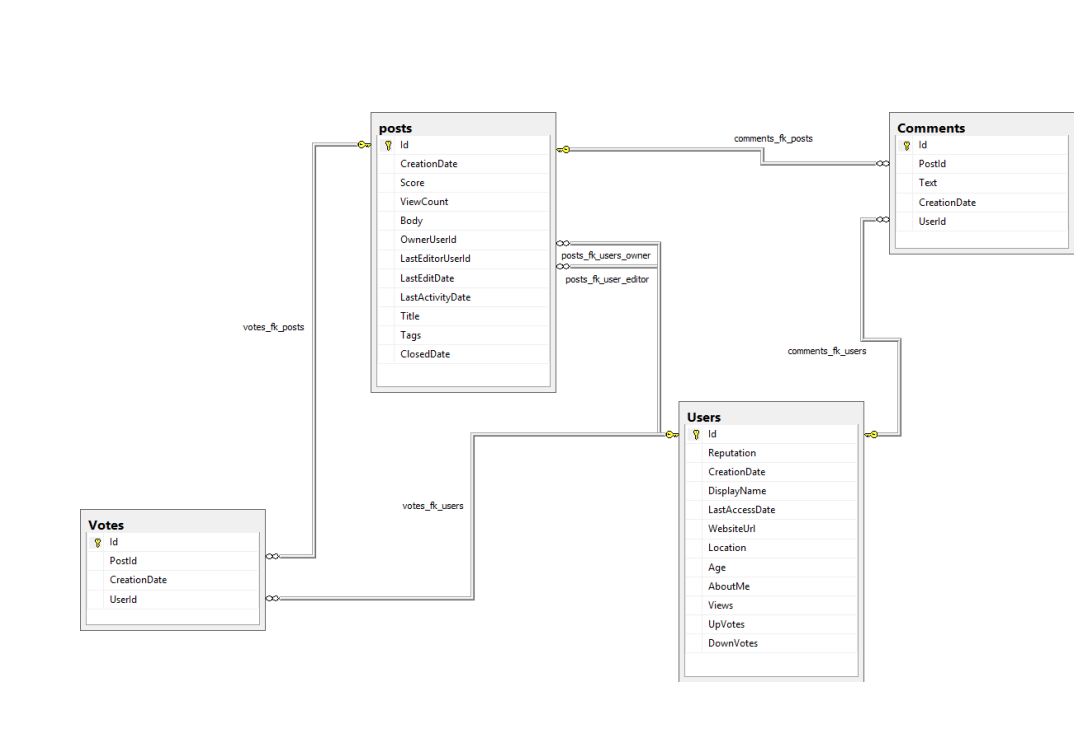 posts
Id
CreationDate
Score
ViewCount
Body
OwnerUserId
LastEditorUserId
LastEditDate
LastActivityDate
Title
Tags
ClosedDate
comments_fk_posts
Comments
Id
PostId
Text
CreationDate
UserId
posts_fk_users_owner
posts_fk_user_editor
votes_fk_posts
comments_fk_users
Users
Id
Reputation
CreationDate
DisplayName
LastAccessDate
WebsiteUrl
Location
Age
AboutMe
Views
UpVotes
DownVotes
votes_fk_users
Votes
Id
PostId
CreationDate
UserId